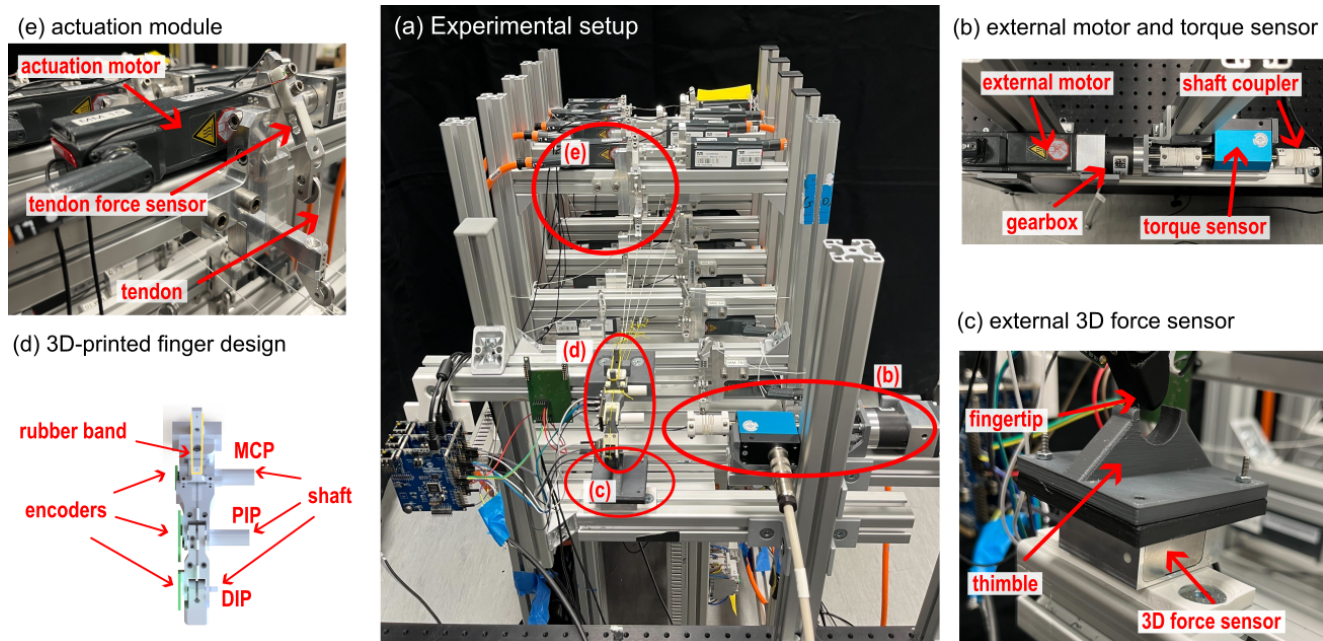 (e) actuation module
actuation motor
tendon force sensor
17
tendon
(d) 3D-printed finger design
rubber band
MCP
encoders
PIP
shaft
DIP
(a) Experimental setup
(e)
(d)
(b)
(c)
(b) external motor and torque sensor
external motor
shaft coupler
gearbox
torque sensor
(c) external 3D force sensor
fingertip
thimble
3D force sensor